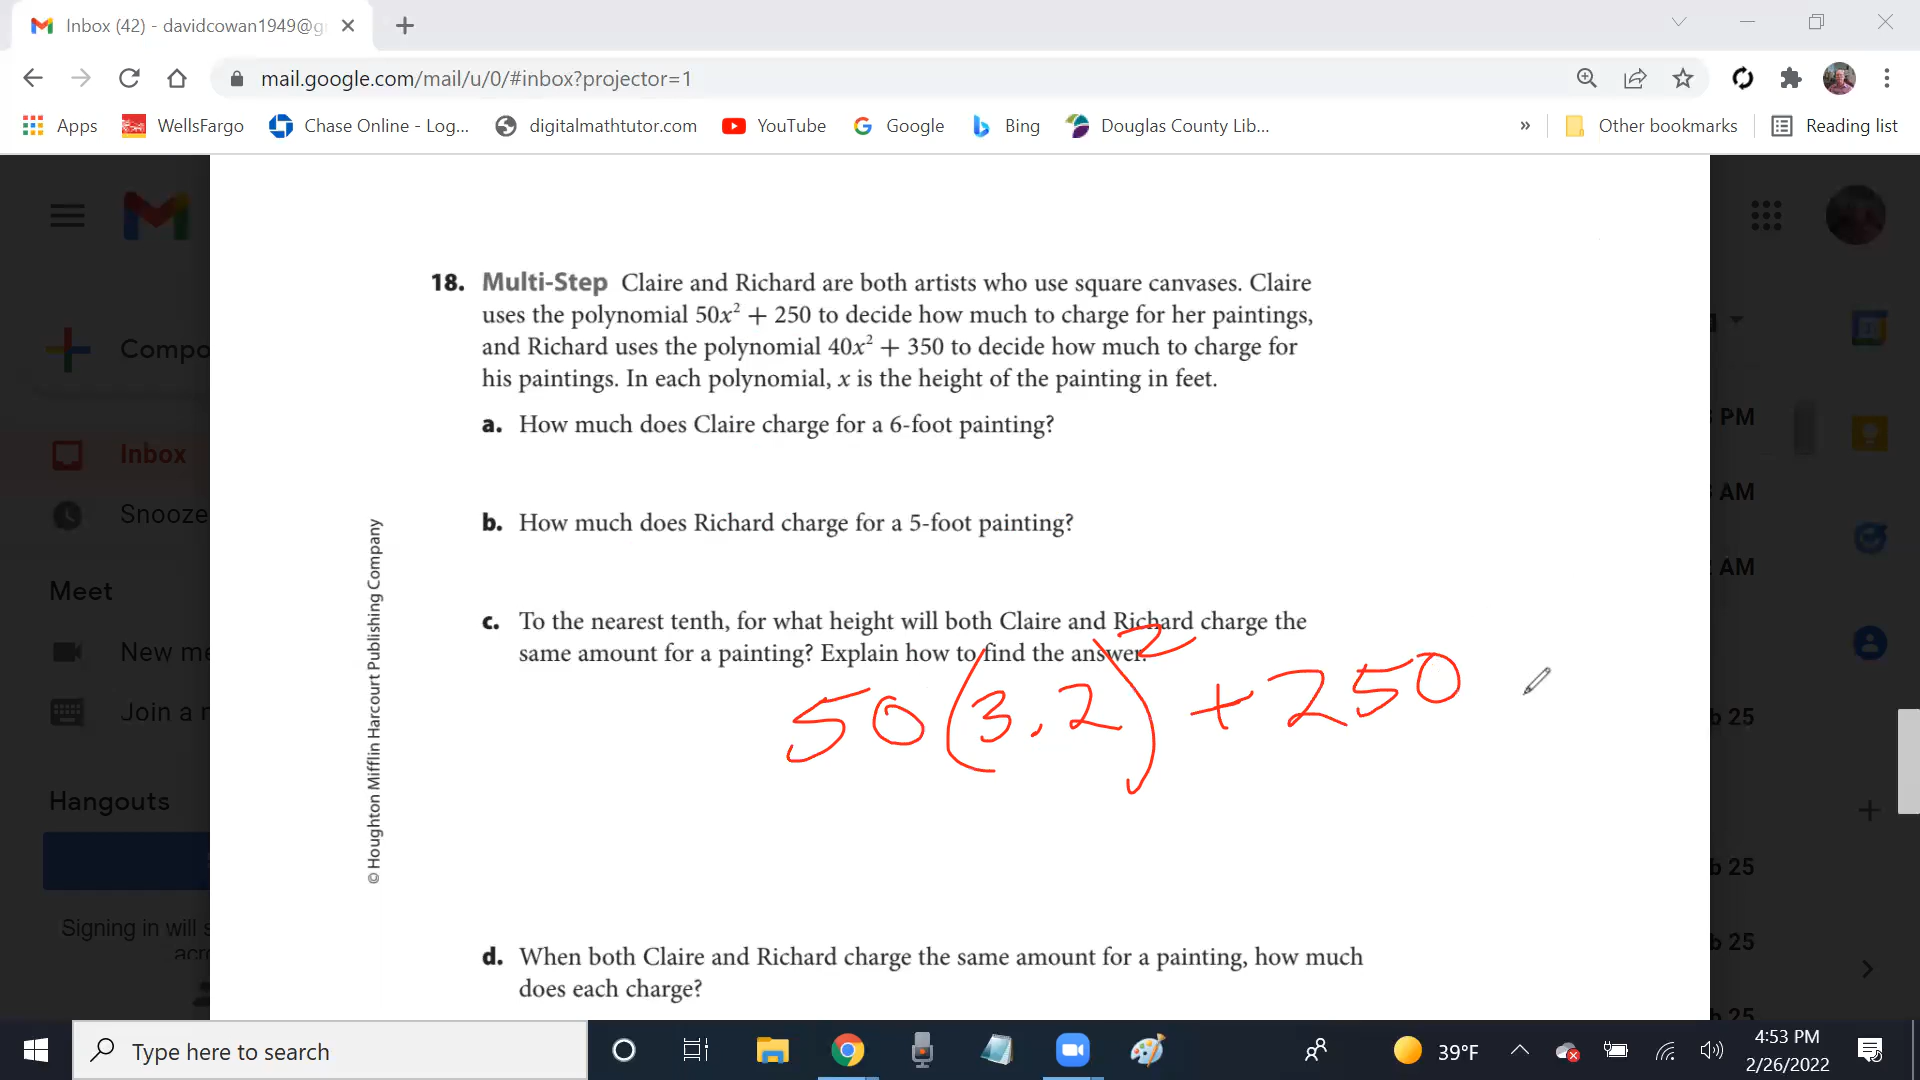 Inbox (42) - davidcowan1949@g
mail.google.com/mail/u/0/#inbox?projector=1
Apps WellsFargo Chase Online - Log... digitalmathtutor.com YouTube Google Bing Douglas County Lib... » Other bookmarks Reading list
Compo
Inbox
Snooze
Meet
New me
Join a
Hangouts
Signing in will
PM
AM
AM
b 25
b 25
b 25
b 25
18. Multi-Step Claire and Richard are both artists who use square canvases. Claire
uses the polynomial 50x² + 250 to decide how much to charge for her paintings,
and Richard uses the polynomial 40x² + 350 to decide how much to charge for
his paintings. In each polynomial, x is the height of the painting in feet.
a. How much does Claire charge for a 6-foot painting?
b. How much does Richard charge for a 5-foot painting?
c. To the nearest tenth, for what height will both Claire and Richard charge the
same amount for a painting? Explain how to find the answer.
50(3.2)² + 250
© Houghton Mifflin Harcourt Publishing Company
d. When both Claire and Richard charge the same amount for a painting, how much
does each charge?
Type here to search
39°F
4:53 PM
2/26/2022